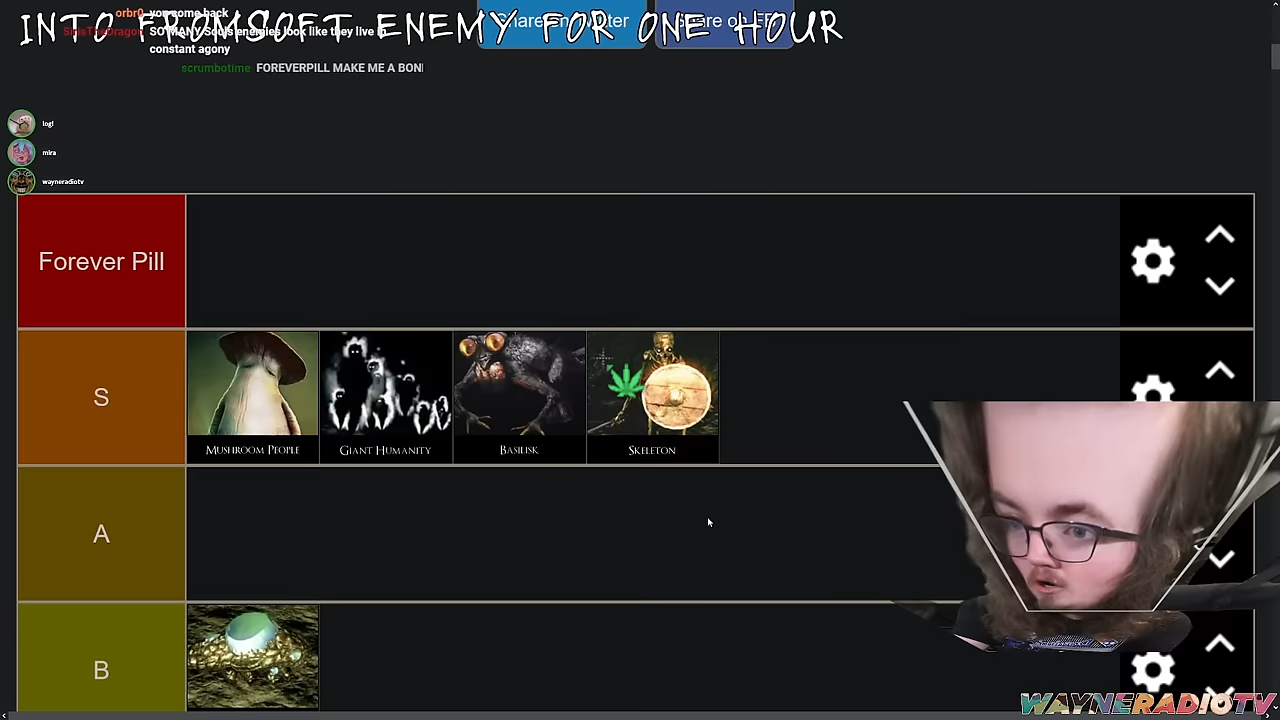 INTO FROMSOFT ENEMY FOR ONE HOUR
orbr0 you come back
SO MANY Souls enemies look like they live in
constant agony
scrumbotime FOREVERPILL MAKE ME A BON
log!
mira
wayneradiotv
Forever Pill
S
Mushroom People
Giant Humanity
Basilisk
Skeleton
A
B
WAYNERADIOTV